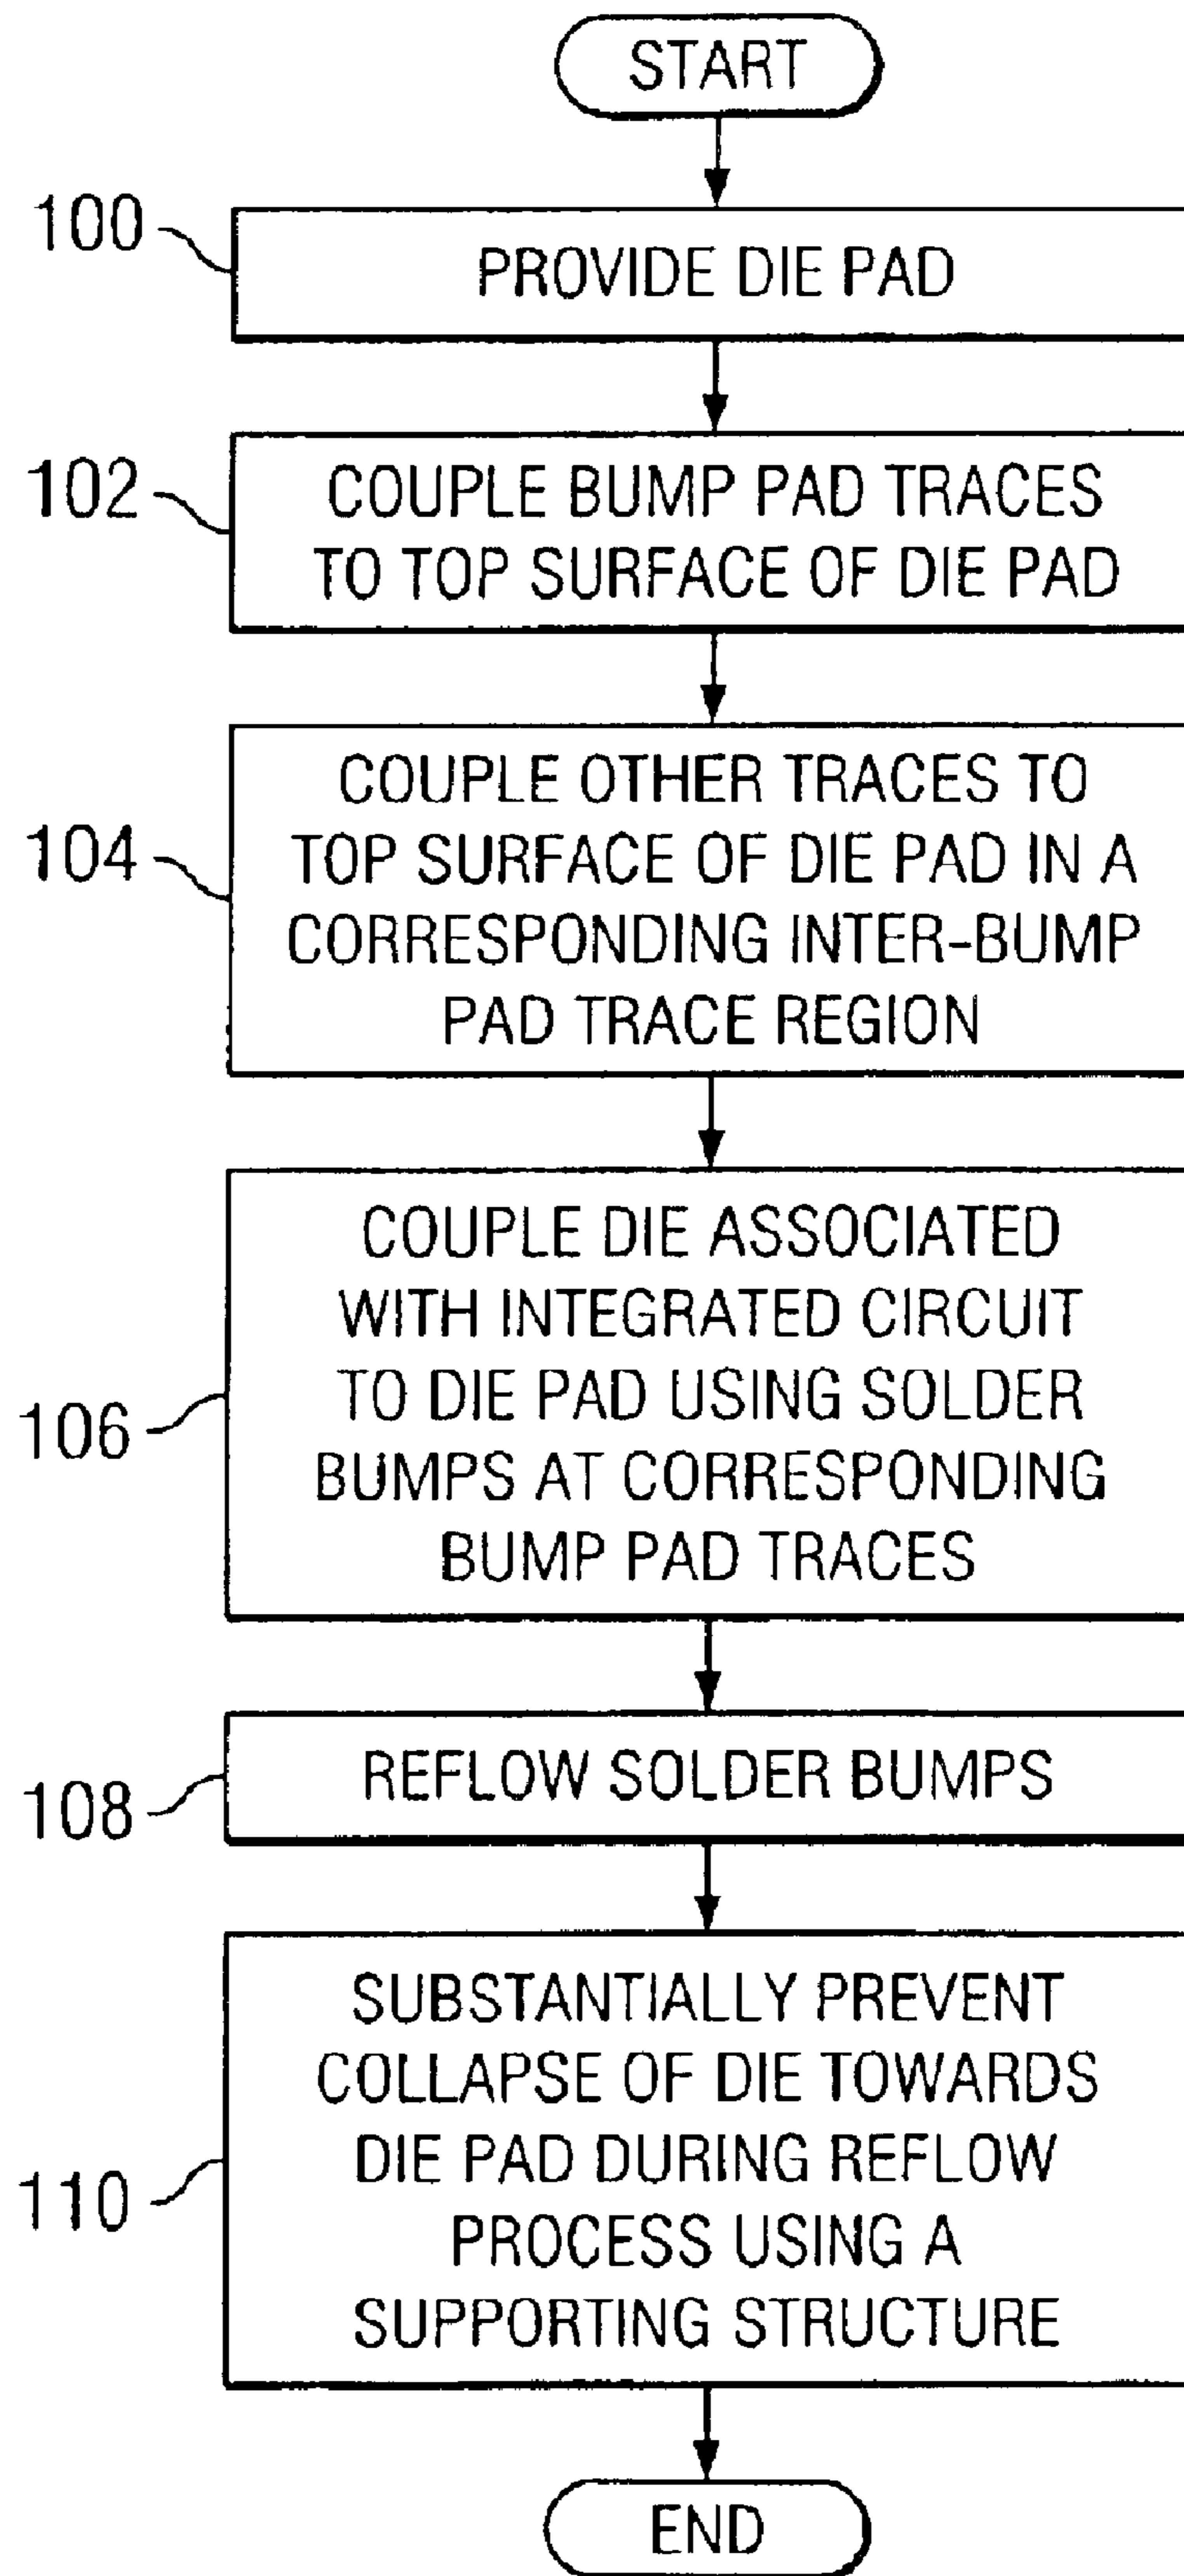 START
100
PROVIDE DIE PAD
102
COUPLE BUMP PAD TRACES
TO TOP SURFACE OF DIE PAD
104
COUPLE OTHER TRACES TO
TOP SURFACE OF DIE PAD IN A
CORRESPONDING INTER-BUMP
PAD TRACE REGION
106
COUPLE DIE ASSOCIATED
WITH INTEGRATED CIRCUIT
TO DIE PAD USING SOLDER
BUMPS AT CORRESPONDING
BUMP PAD TRACES
108
REFLOW SOLDER BUMPS
110
SUBSTANTIALLY PREVENT
COLLAPSE OF DIE TOWARDS
DIE PAD DURING REFLOW
PROCESS USING A
SUPPORTING STRUCTURE
END